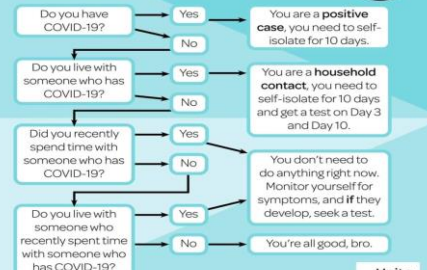 Do you have
COVID-19?
Yes
No
You are a positive
case, you need to self-
isolate for 10 days.
Do you live with
someone who has
COVID-19?
Yes
No
You are a household
contact, you need to
self-isolate for 10 days
and get a test on Day 3
and Day 10.
Did you recently
spend time with
someone who has
COVID-19?
Yes
No
You don't need to
do anything right now.
Monitor yourself for
symptoms, and if they
develop, seek a test.
Do you live with
someone who
recently spent time
with someone who
has COVID-19?
Yes
No
You're all good, bro.